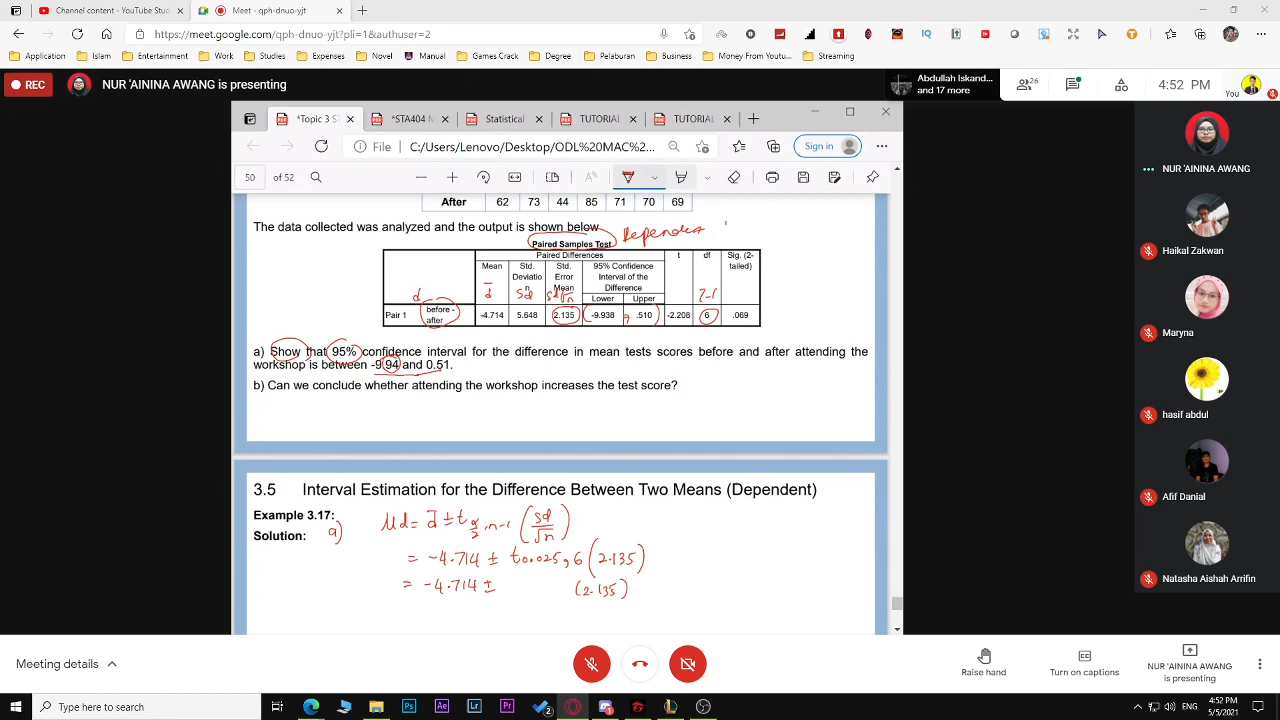 Channel content - YouTube Studio
Meet - qph-dnuo-yjt
https://meet.google.com/qph-dnuo-yjt?pli=1&authuser=2
Application Islam Entertainment Work Studies Kapal Novel Manual Games Crack Pelaburan Business Money From Youtu... Streaming
REC
NUR 'AININA AWANG is presenting
Abdullah Iskand...
and 17 more
26
4:52 PM
You
*Topic 3 ST
*STA404 N
Statistical
TUTORIAL
TUTORIAL
File C:/Users/Lenovo/Desktop/ODL%20MAC%... Sign in
50 of 52
After 62 73 44 85 71 70 69
The data collected was analyzed and the output is shown below
Paired Samples Test
Paired Differences
Mean
Std. Deviatio n
Std. Error Mean
95% Confidence Interval of the Difference
Lower Upper
t
df
Sig. (2-tailed)
d d̄ sd sd/√n 7-1
Pair 1 before - after -4.714 5.648 2.135 -9.938 , .510 -2.208 6 .069
a) Show that 95% confidence interval for the difference in mean tests scores before and after attending the
workshop is between -9.94 and 0.51.
b) Can we conclude whether attending the workshop increases the test score?
3.5 Interval Estimation for the Difference Between Two Means (Dependent)
Example 3.17:
Solution: a)
μd = d̄ ± t α/2, n-1 (sd/√n)
= -4.714 ± t0.025, 6 (2.135)
= -4.714 ± (2.135)
NUR 'AININA AWANG
Haikal Zakwan
Maryna
hasif abdul
Afif Danial
Natasha Aishah Arrifin
Meeting details
Raise hand
Turn on captions
NUR 'AININA AWANG
is presenting
Type here to search
ENG
4:52 PM
5/5/2021